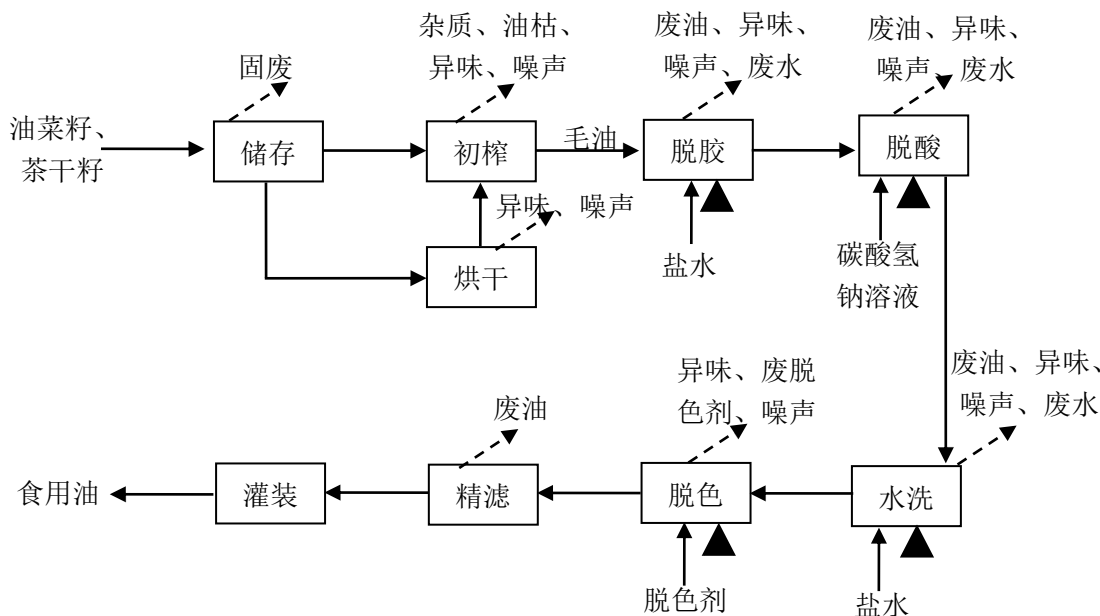 固废
杂质、油枯、
异味、噪声
废油、异味、
噪声、废水
废油、异味、
噪声、废水
油菜籽、
茶干籽
储存
初榨
毛油
脱胶
脱酸
异味、噪声
烘干
盐水
碳酸氢
钠溶液
废油
异味、废脱
色剂、噪声
废油、异味、
噪声、废水
食用油
灌装
精滤
脱色
水洗
脱色剂
盐水